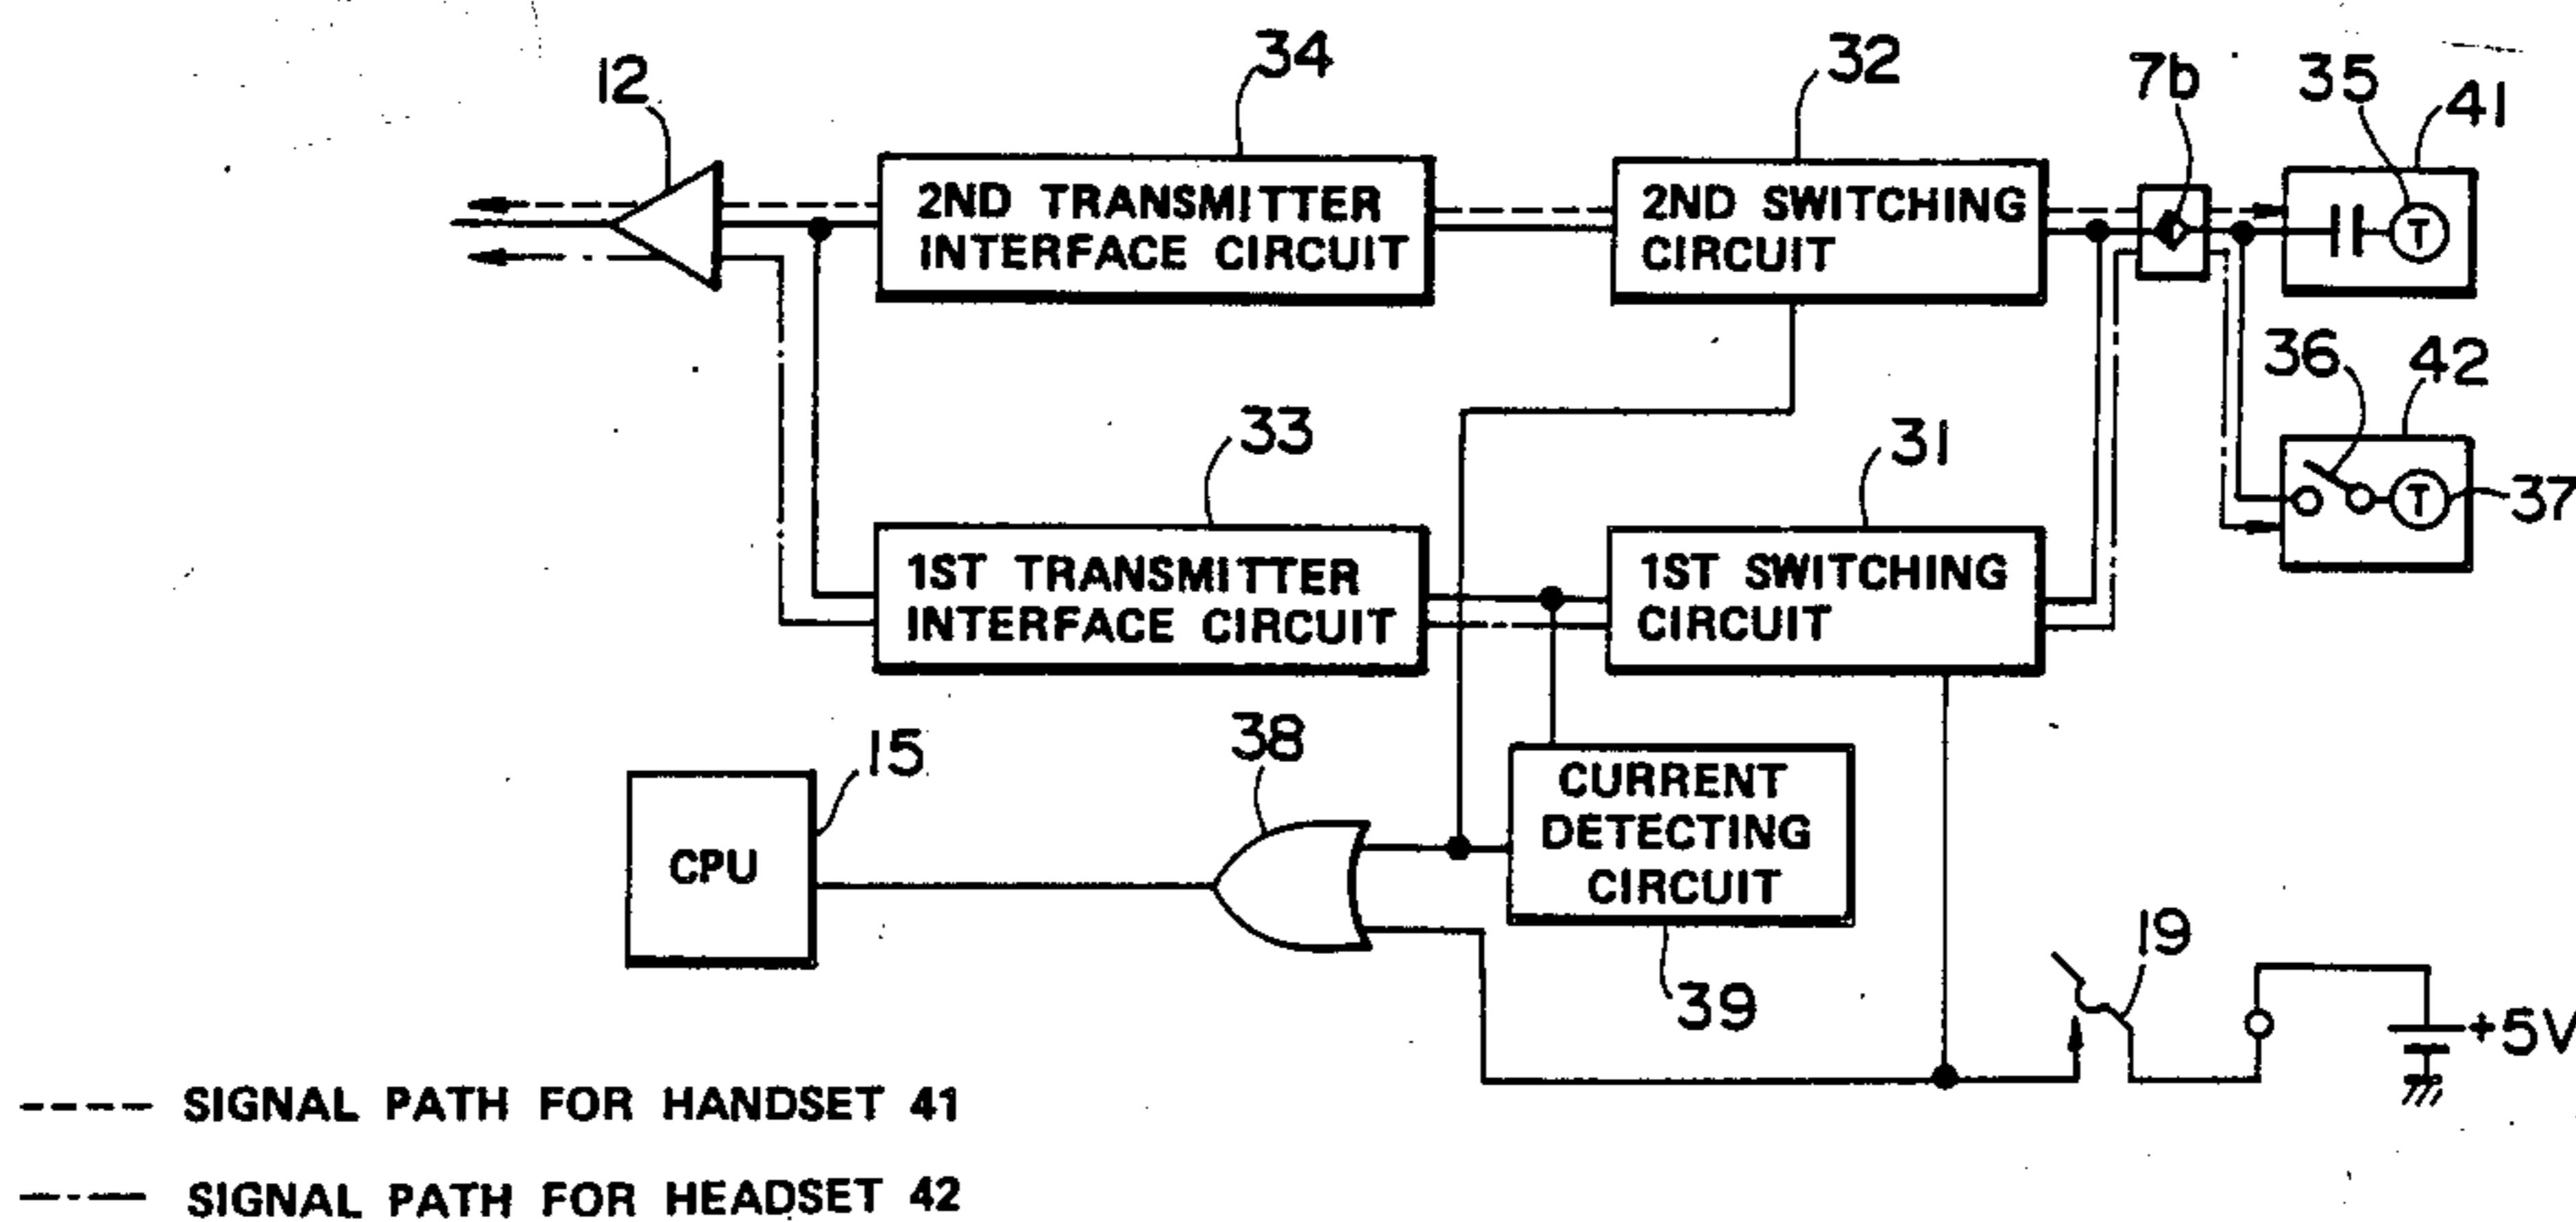 12
34
32
7b
35
41
2ND TRANSMITTER
INTERFACE CIRCUIT
2ND SWITCHING
CIRCUIT
T
36
42
33
31
T
37
1ST TRANSMITTER
INTERFACE CIRCUIT
1ST SWITCHING
CIRCUIT
15
38
CPU
CURRENT
DETECTING
CIRCUIT
39
19
+5V
SIGNAL PATH FOR HANDSET 41
SIGNAL PATH FOR HEADSET 42